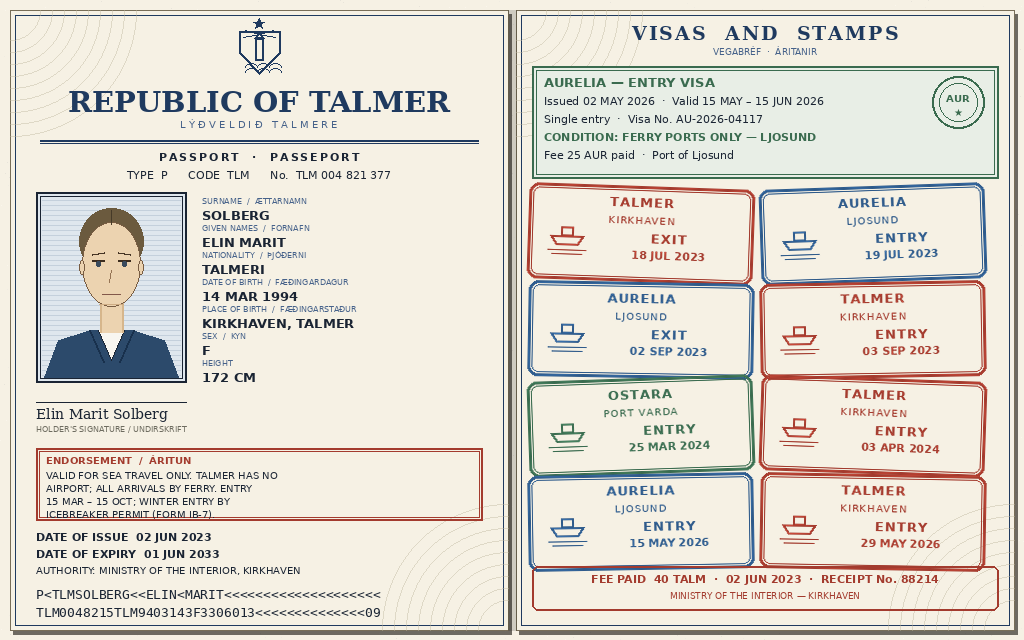 REPUBLIC OF TALMER
LÝÐVELDIÐ TALMERE
PASSPORT · PASSEPORT
TYPE P CODE TLM No. TLM 004 821 377
SURNAME / ÆTTARNAMN
SOLBERG
GIVEN NAMES / FORNAFN
ELIN MARIT
NATIONALITY / ÞJÓÐERNI
TALMERI
DATE OF BIRTH / FÆÐINGARDAGUR
14 MAR 1994
PLACE OF BIRTH / FÆÐINGARSTAÐUR
KIRKHAVEN, TALMER
SEX / KYN
F
HEIGHT
172 CM
Elin Marit Solberg
HOLDER'S SIGNATURE / UNDIRSKRIFT
ENDORSEMENT / ÁRITUN
VALID FOR SEA TRAVEL ONLY. TALMER HAS NO
AIRPORT; ALL ARRIVALS BY FERRY. ENTRY
15 MAR – 15 OCT; WINTER ENTRY BY
ICEBREAKER PERMIT (FORM IB-7).
DATE OF ISSUE 02 JUN 2023
DATE OF EXPIRY 01 JUN 2033
AUTHORITY: MINISTRY OF THE INTERIOR, KIRKHAVEN
P<TLMSOLBERG<<ELIN<MARIT<<<<<<<<<<<<<<<<<<<<
TLM0048215TLM9403143F3306013<<<<<<<<<<<<<<09
VISAS AND STAMPS
VEGABRÉF · ÁRITANIR
AURELIA — ENTRY VISA
Issued 02 MAY 2026 · Valid 15 MAY – 15 JUN 2026
Single entry · Visa No. AU-2026-04117
CONDITION: FERRY PORTS ONLY — LJOSUND
Fee 25 AUR paid · Port of Ljosund
AUR
TALMER
KIRKHAVEN
EXIT
18 JUL 2023
AURELIA
LJOSUND
ENTRY
19 JUL 2023
AURELIA
LJOSUND
EXIT
02 SEP 2023
TALMER
KIRKHAVEN
ENTRY
03 SEP 2023
OSTARA
PORT VARDA
ENTRY
25 MAR 2024
TALMER
KIRKHAVEN
ENTRY
03 APR 2024
AURELIA
LJOSUND
ENTRY
15 MAY 2026
TALMER
KIRKHAVEN
ENTRY
29 MAY 2026
FEE PAID 40 TALM · 02 JUN 2023 · RECEIPT No. 88214
MINISTRY OF THE INTERIOR — KIRKHAVEN